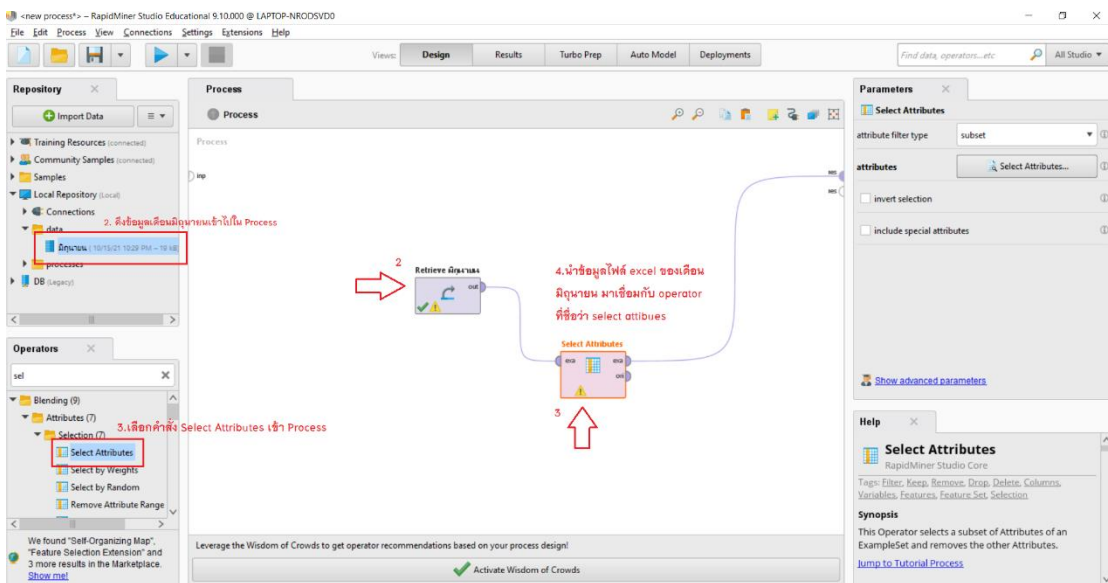 <new process*> – RapidMiner Studio Educational 9.10.000 @ LAPTOP-NRODSVD0
File Edit Process View Connections Settings Extensions Help
Views: Design Results Turbo Prep Auto Model Deployments
Find data, operators...etc All Studio
Repository
Import Data
Training Resources (connected)
Community Samples (connected)
Samples
Local Repository (Local)
Connections
data
มิถุนายน ( 10/15/21 10:29 PM – 19 kB)
processes
DB (Legacy)
2. ดึงข้อมูลเดือนมิถุนายนเข้าไปใน Process
Operators
sel
Blending (9)
Attributes (7)
Selection (7)
Select Attributes
Select by Weights
Select by Random
Remove Attribute Range
3.เลือกคำสั่ง Select Attributes เข้า Process
We found "Self-Organizing Map",
"Feature Selection Extension" and
3 more results in the Marketplace.
Show me!
Process
Process
Process
inp
res
res
2
Retrieve มิถุนายน
out
4.นำข้อมูลไฟล์ excel ของเดือน
มิถุนายน มาเชื่อมกับ operator
ที่ชื่อว่า select attibues
Select Attributes
exa
exa
ori
3
Leverage the Wisdom of Crowds to get operator recommendations based on your process design!
Activate Wisdom of Crowds
Parameters
Select Attributes
attribute filter type subset
attributes Select Attributes...
invert selection
include special attributes
Show advanced parameters
Help
Select Attributes
RapidMiner Studio Core
Tags: Filter, Keep, Remove, Drop, Delete, Columns,
Variables, Features, Feature Set, Selection
Synopsis
This Operator selects a subset of Attributes of an
ExampleSet and removes the other Attributes.
Jump to Tutorial Process